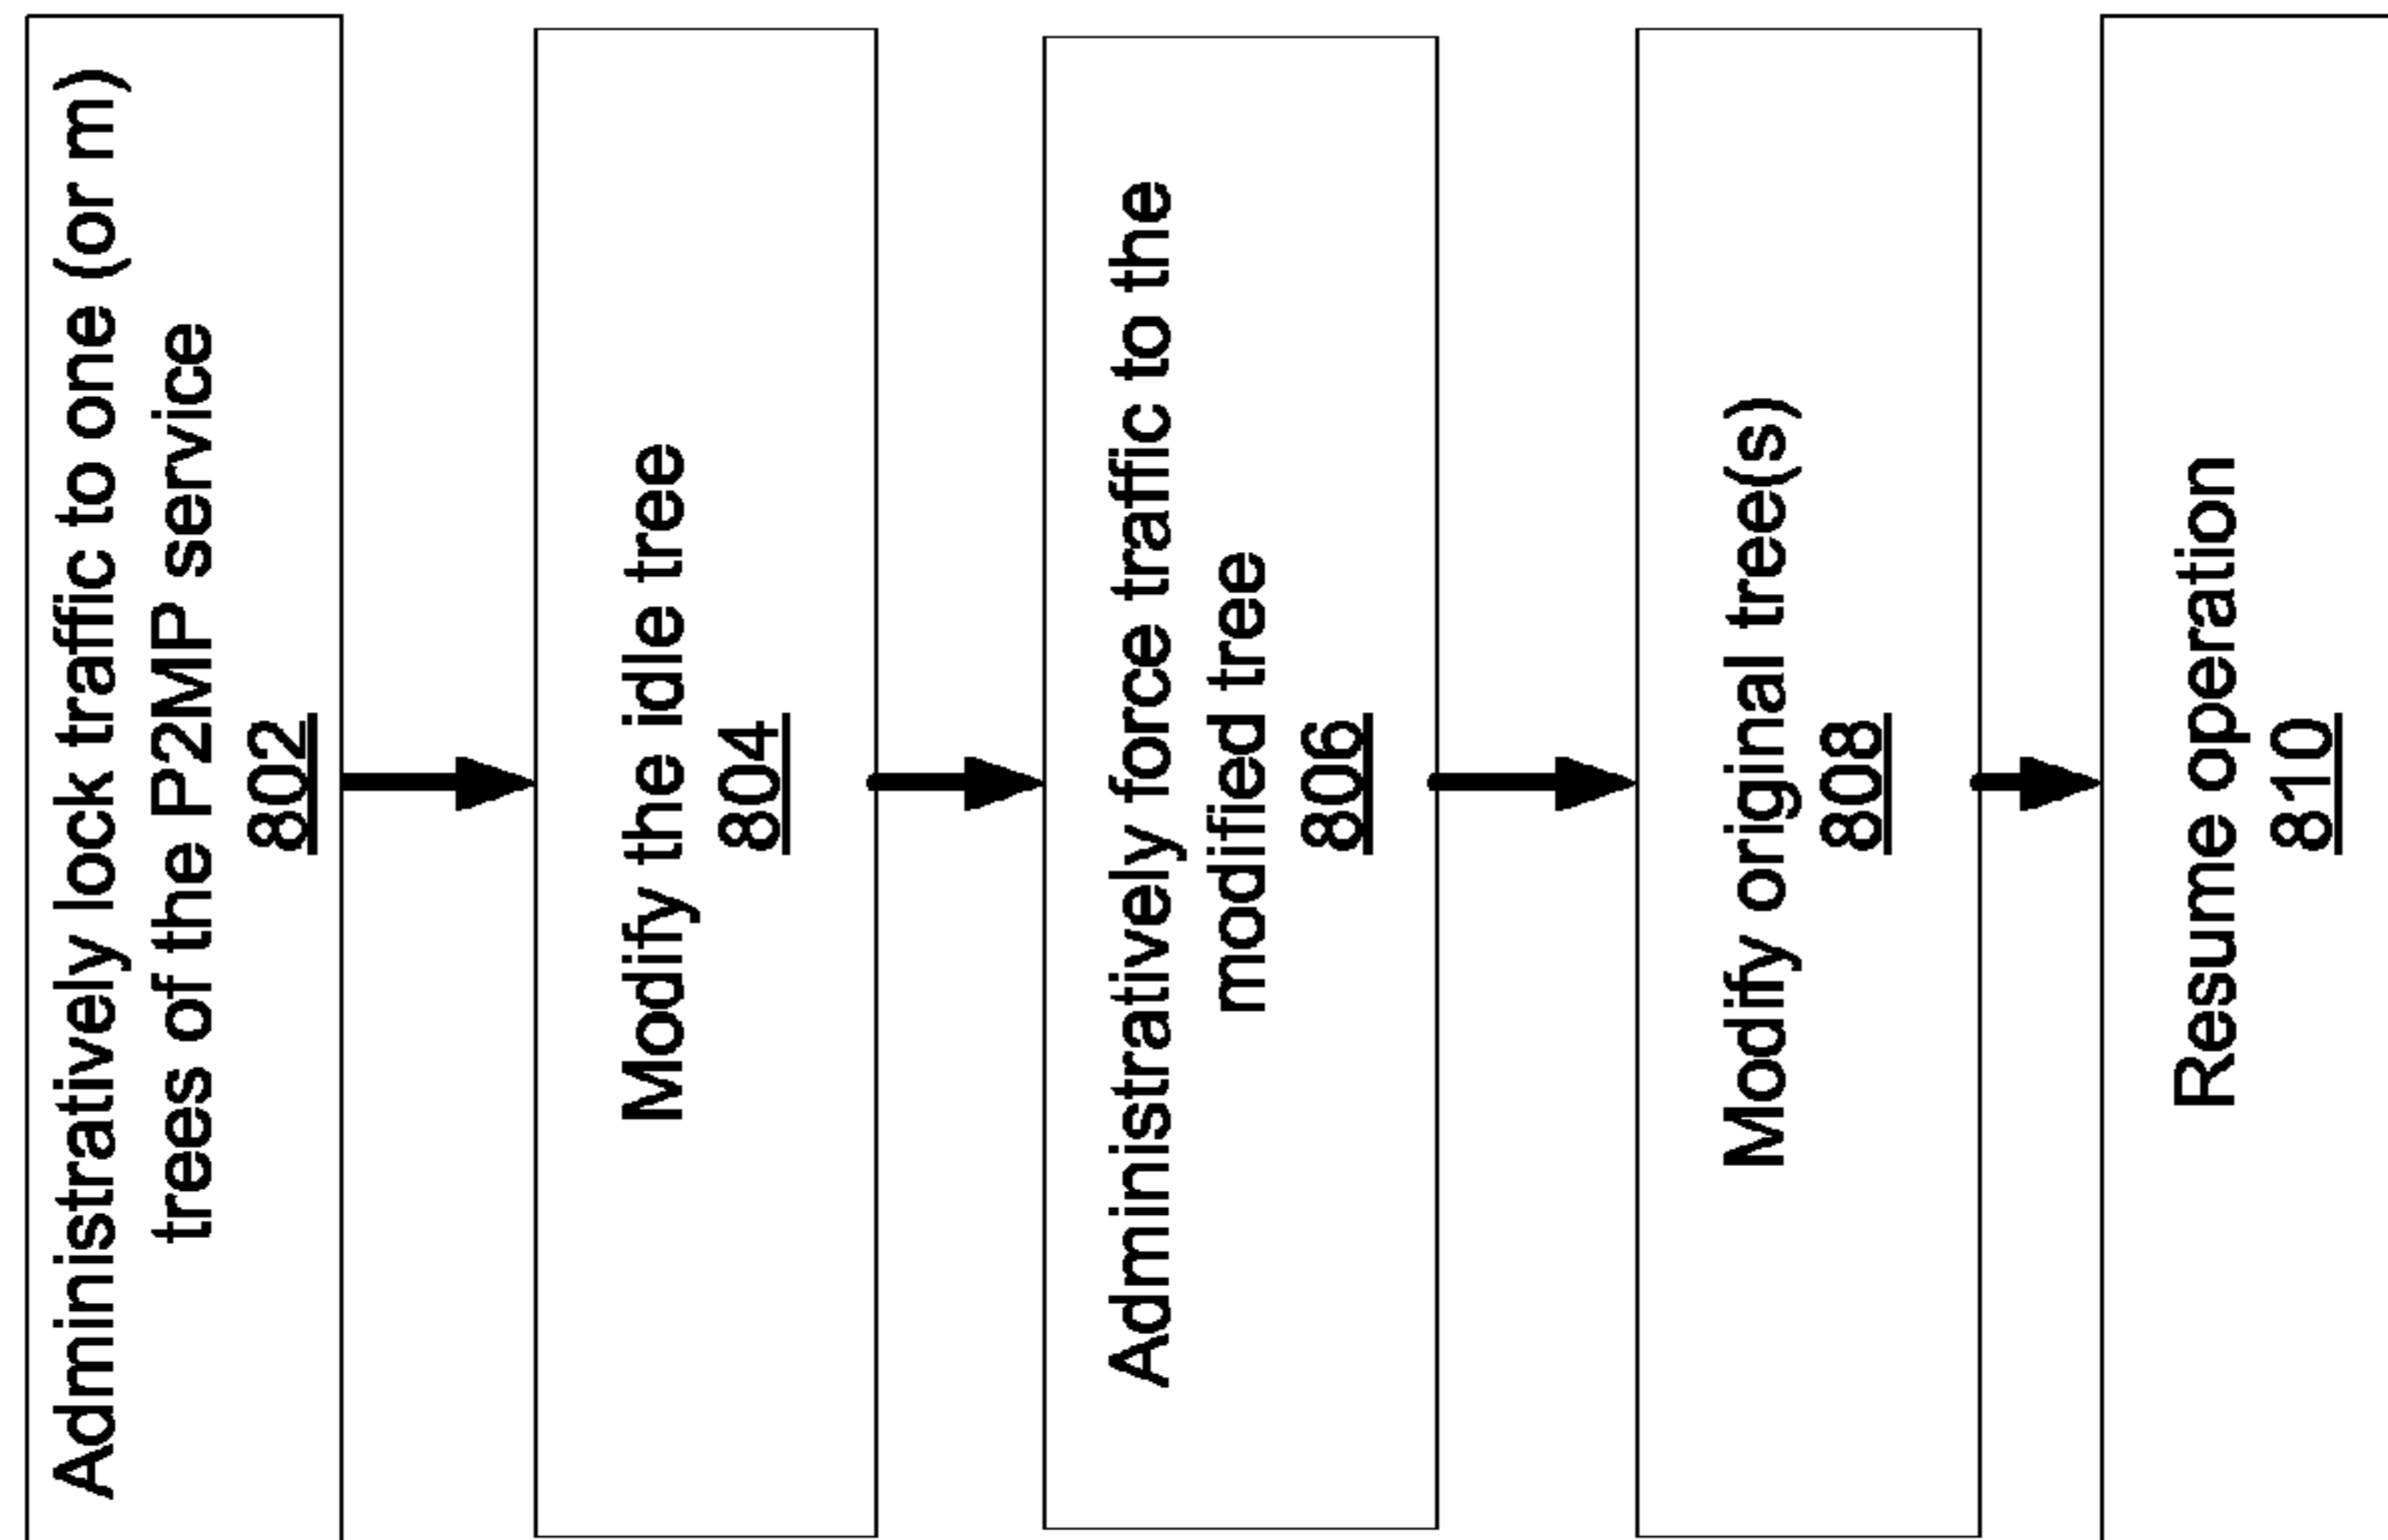 Administratively lock traffic to one (or m)
trees of the P2MP service
802
Modify the idle tree
804
Administratively force traffic to the
modified tree
806
Modify original tree(s)
808
Resume operation
810